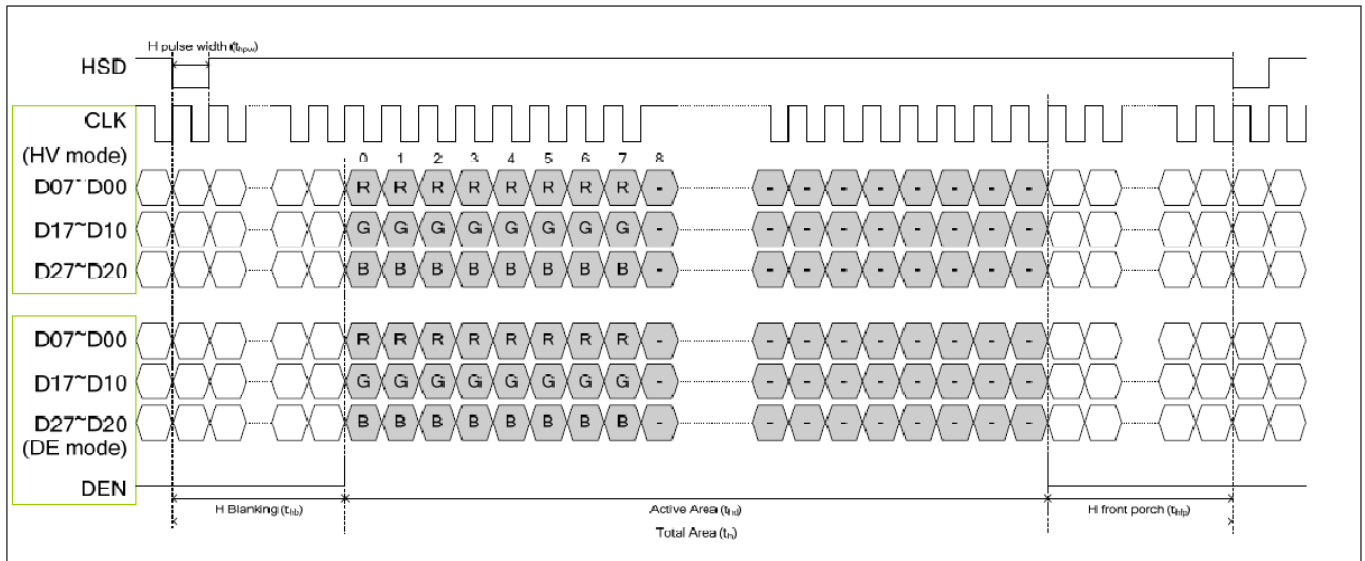 H pulse width (thpw)
HSD
CLK
(HV mode)
0 1 2 3 4 5 6 7 8
D07~D00 R R R R R R R R - - - - - - - - -
D17~D10 G G G G G G G G - - - - - - - - -
D27~D20 B B B B B B B B - - - - - - - - -
D07~D00 R R R R R R R R - - - - - - - - -
D17~D10 G G G G G G G G - - - - - - - - -
D27~D20 B B B B B B B B - - - - - - - - -
(DE mode)
DEN
H Blanking (thb) Active Area (thd) H front porch (thfp)
Total Area (th)